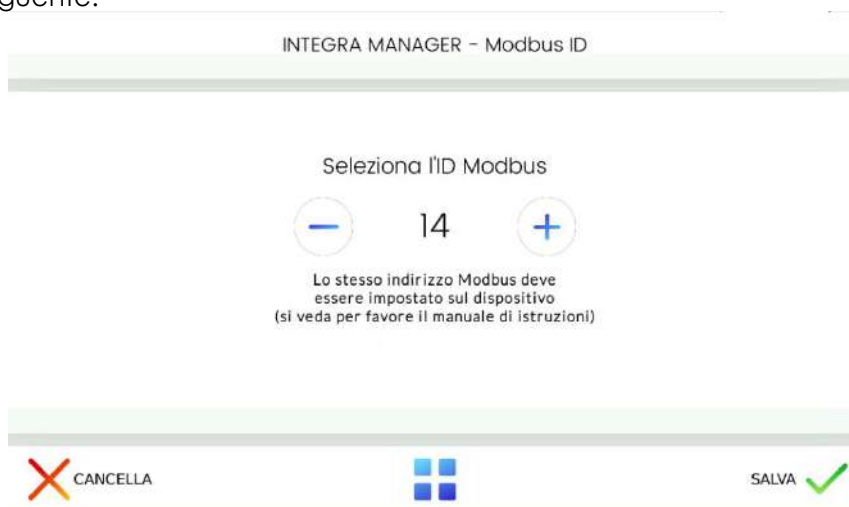 INTEGRA MANAGER - Modbus ID
Seleziona l'ID Modbus
14
Lo stesso indirizzo Modbus deve
essere impostato sul dispositivo
(si veda per favore il manuale di istruzioni)
CANCELLA
SALVA